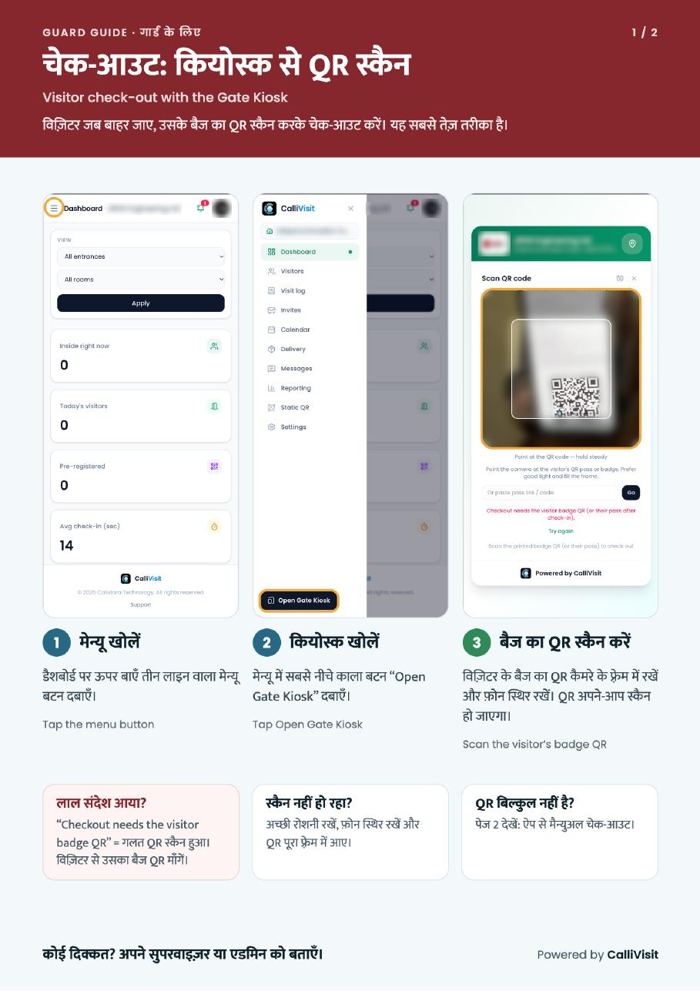 GUARD GUIDE · गार्ड के लिए
1 / 2
चेक-आउट: कियोस्क से QR स्कैन
Visitor check-out with the Gate Kiosk
विज़िटर जब बाहर जाए, उसके बैज का QR स्कैन करके चेक-आउट करें। यह सबसे तेज़ तरीका है।
Dashboard
VIEW
All entrances
All rooms
Apply
Inside right now
0
Today's visitors
0
Pre-registered
0
Avg check-in (sec)
14
CalliVisit
© 2026 Calistara Technology. All rights reserved.
Support
CalliVisit
Dashboard
Visitors
Visit log
Invites
Calendar
Delivery
Messages
Reporting
Static QR
Settings
Open Gate Kiosk
Scan QR code
Point at the QR code — hold steady
Point the camera at the visitor's QR pass or badge. Prefer
good light and fill the frame.
Or paste pass link / code
Go
Checkout needs the visitor badge QR (or their pass after
check-in).
Try again
Scan the printed badge QR (or their pass) to check out
Powered by CalliVisit
1 मेन्यू खोलें
डैशबोर्ड पर ऊपर बाएँ तीन लाइन वाला मेन्यू
बटन दबाएँ।
Tap the menu button
2 कियोस्क खोलें
मेन्यू में सबसे नीचे काला बटन “Open
Gate Kiosk” दबाएँ।
Tap Open Gate Kiosk
3 बैज का QR स्कैन करें
विज़िटर के बैज का QR कैमरे के फ़्रेम में रखें
और फ़ोन स्थिर रखें। QR अपने-आप स्कैन
हो जाएगा।
Scan the visitor's badge QR
लाल संदेश आया?
“Checkout needs the visitor
badge QR” = गलत QR स्कैन हुआ।
विज़िटर से उसका बैज QR माँगें।
स्कैन नहीं हो रहा?
अच्छी रोशनी रखें, फ़ोन स्थिर रखें और
QR पूरा फ़्रेम में आए।
QR बिल्कुल नहीं है?
पेज 2 देखें: ऐप से मैन्युअल चेक-आउट।
कोई दिक्कत? अपने सुपरवाइज़र या एडमिन को बताएँ।
Powered by CalliVisit